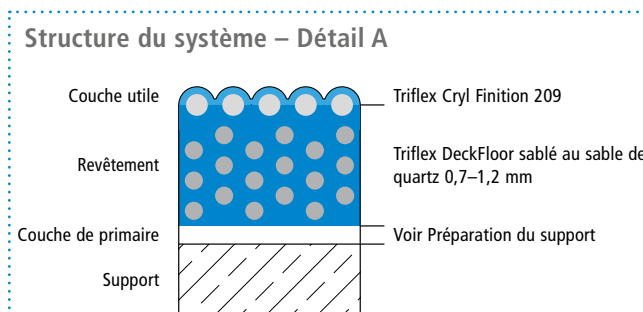 Structure du système – Détail A
Couche utile
Triflex Cryl Finition 209
Revêtement
Triflex DeckFloor sablé au sable de
quartz 0,7–1,2 mm
Couche de primaire
Voir Préparation du support
Support